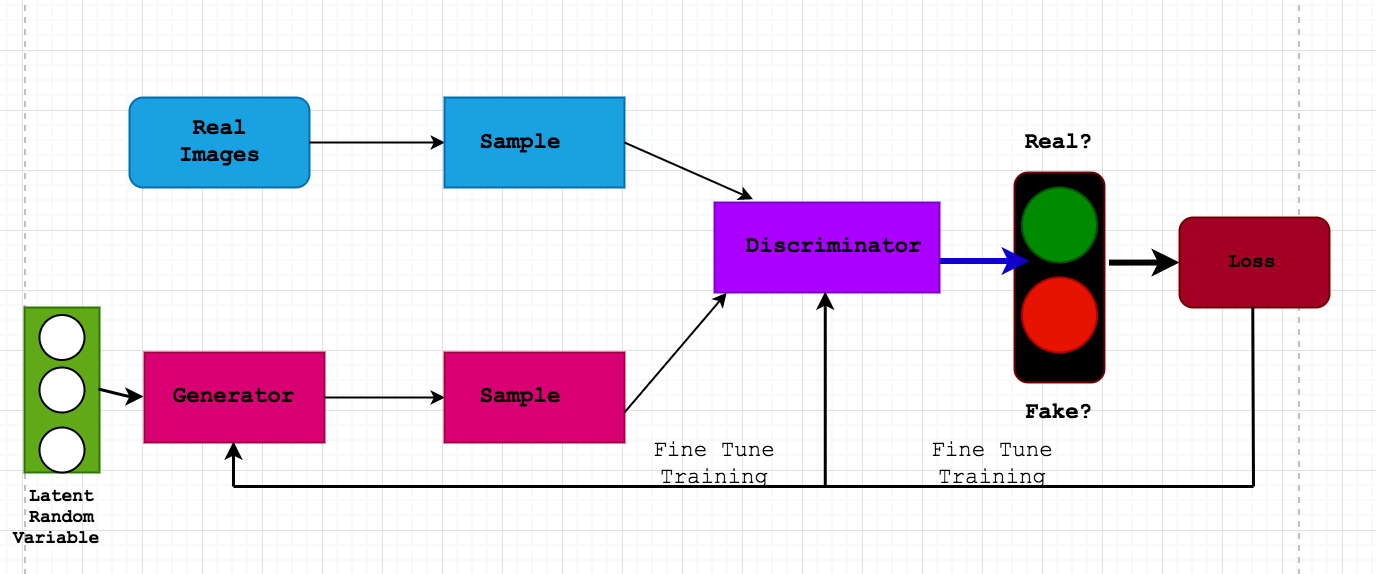 Real
Images
Sample
Real?
Discriminator
Loss
Generator
Sample
Fake?
Fine Tune
Training
Fine Tune
Training
Latent
Random
Variable